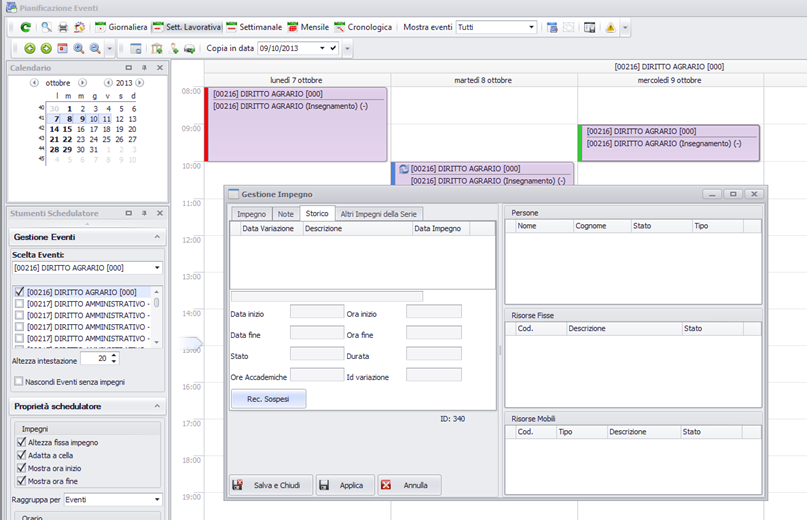 Pianificazione Eventi
Giornaliera Sett. Lavorativa Settimanale Mensile Cronologica Mostra eventi Tutti
Copia in data 09/10/2013
Calendario
ottobre 2013
l m m g v s d
40 30 1 2 3 4 5 6
41 7 8 9 10 11 12 13
42 14 15 16 17 18 19 20
43 21 22 23 24 25 26 27
44 28 29 30 31 1 2 3
45 4 5 6 7 8 9 10
Stumenti Schedulatore
Gestione Eventi
Scelta Eventi:
[00216] DIRITTO AGRARIO [000]
[00216] DIRITTO AGRARIO [000]
[00217] DIRITTO AMMINISTRATIVO -
[00217] DIRITTO AMMINISTRATIVO -
[00217] DIRITTO AMMINISTRATIVO -
[00217] DIRITTO AMMINISTRATIVO -
Altezza intestazione 20
Nascondi Eventi senza impegni
Proprietà schedulatore
Impegni
Altezza fissa impegno
Adatta a cella
Mostra ora inizio
Mostra ora fine
Raggruppa per Eventi
Orario
[00216] DIRITTO AGRARIO [000]
lunedì 7 ottobre martedì 8 ottobre mercoledì 9 ottobre
08:00
09:00
10:00
11:00
12:00
13:00
14:00
15:00
16:00
17:00
18:00
19:00
[00216] DIRITTO AGRARIO [000]
[00216] DIRITTO AGRARIO (Insegnamento) (-)
[00216] DIRITTO AGRARIO [000]
[00216] DIRITTO AGRARIO (Insegnamento) (-)
[00216] DIRITTO AGRARIO [000]
[00216] DIRITTO AGRARIO (Insegnamento) (-)
Gestione Impegno
Impegno Note Storico Altri Impegni della Serie
Data Variazione Descrizione Data Impegno
Data inizio Ora inizio
Data fine Ora fine
Stato Durata
Ore Accademiche Id variazione
Rec. Sospesi
ID: 340
Salva e Chiudi Applica Annulla
Persone
Nome Cognome Stato Tipo
Risorse Fisse
Cod. Descrizione Stato
Risorse Mobili
Cod. Tipo Descrizione Stato